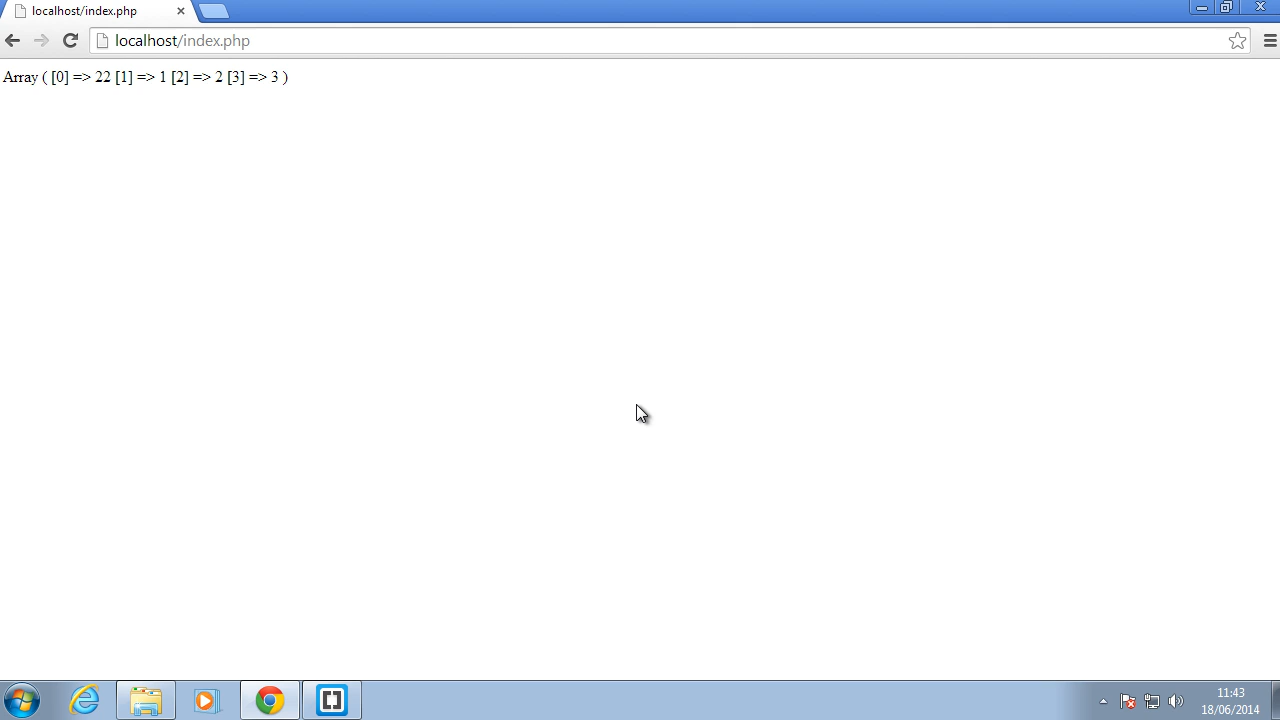 localhost/index.php
localhost/index.php
Array ( [0] => 22 [1] => 1 [2] => 2 [3] => 3 )
11:43
18/06/2014